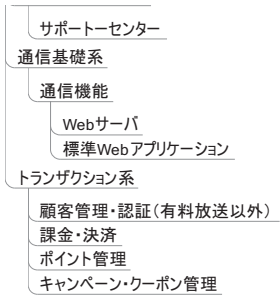 サポートーセンター
通信基礎系
通信機能
Webサーバ
標準Webアプリケーション
トランザクション系
顧客管理・認証(有料放送以外)
課金・決済
ポイント管理
キャンペーン・クーポン管理